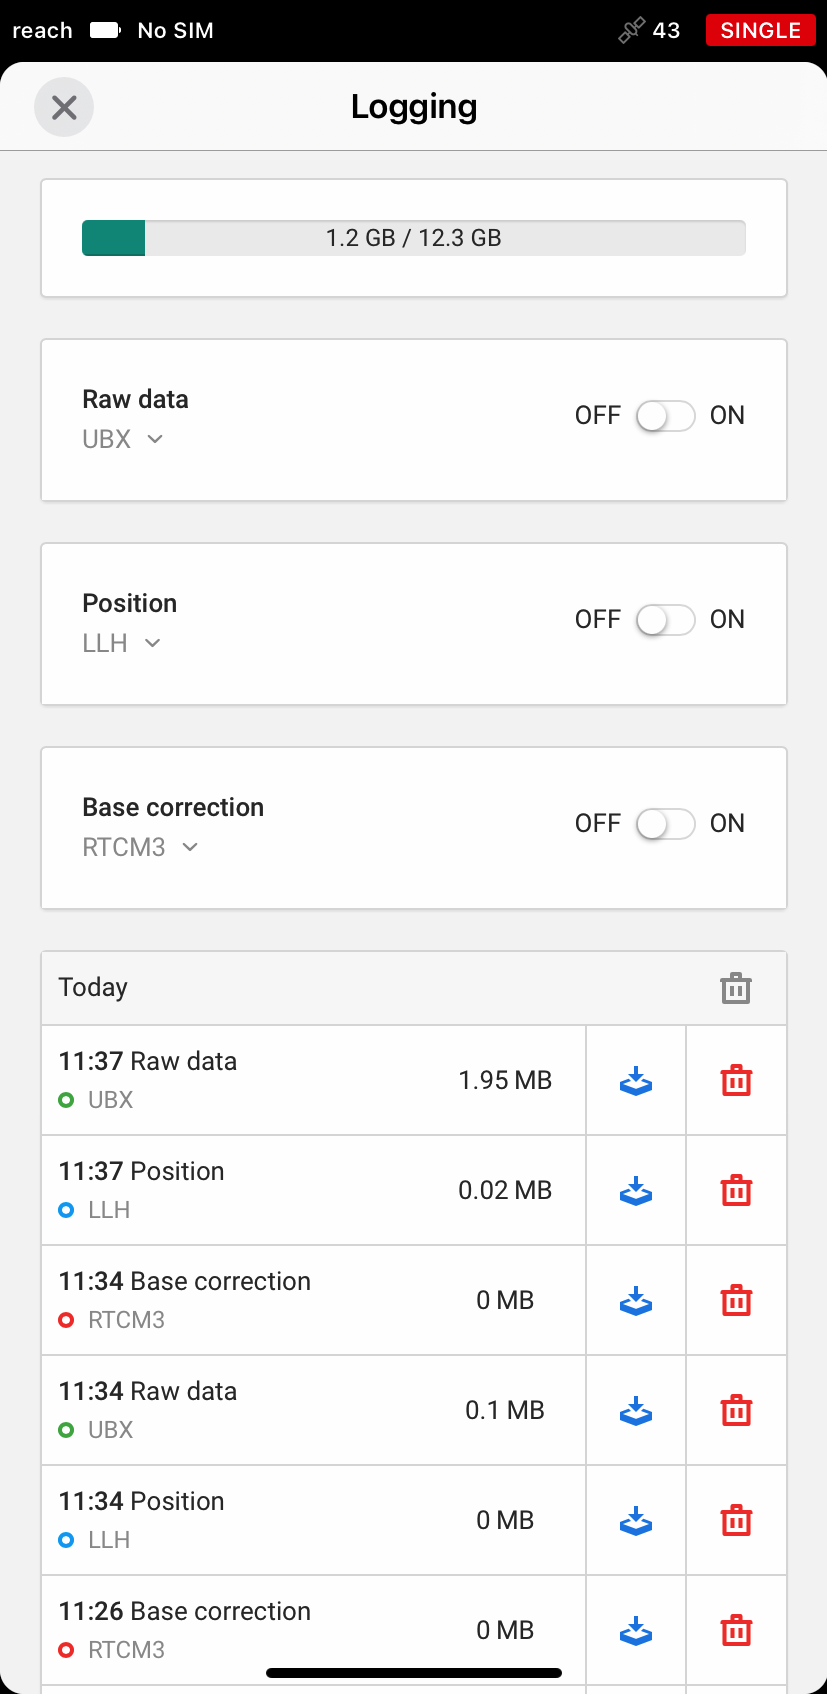 reach No SIM 43 SINGLE
Logging
1.2 GB / 12.3 GB
Raw data
UBX
OFF ON
Position
LLH
OFF ON
Base correction
RTCM3
OFF ON
Today
11:37 Raw data
UBX
1.95 MB
11:37 Position
LLH
0.02 MB
11:34 Base correction
RTCM3
0 MB
11:34 Raw data
UBX
0.1 MB
11:34 Position
LLH
0 MB
11:26 Base correction
RTCM3
0 MB